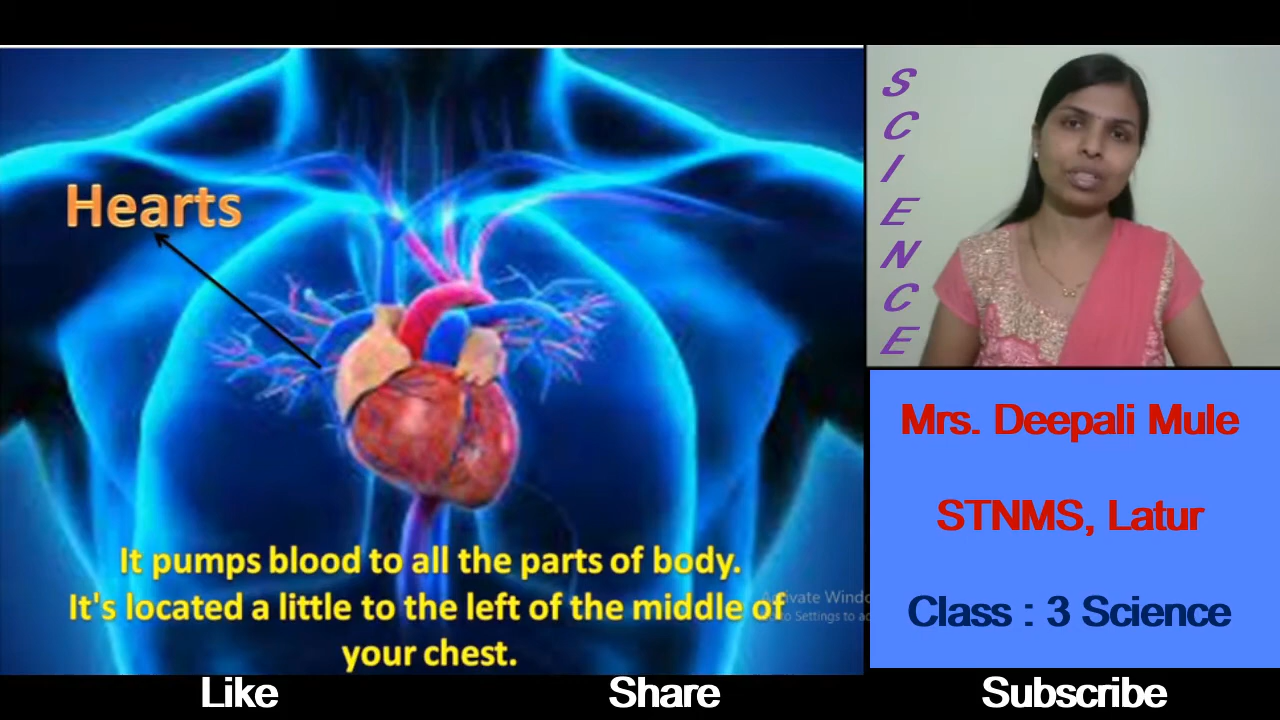 Hearts
It pumps blood to all the parts of body.
It's located a little to the left of the middle of
your chest.
SCIENCE
Mrs. Deepali Mule
STNMS, Latur
Class : 3 Science
Like Share Subscribe